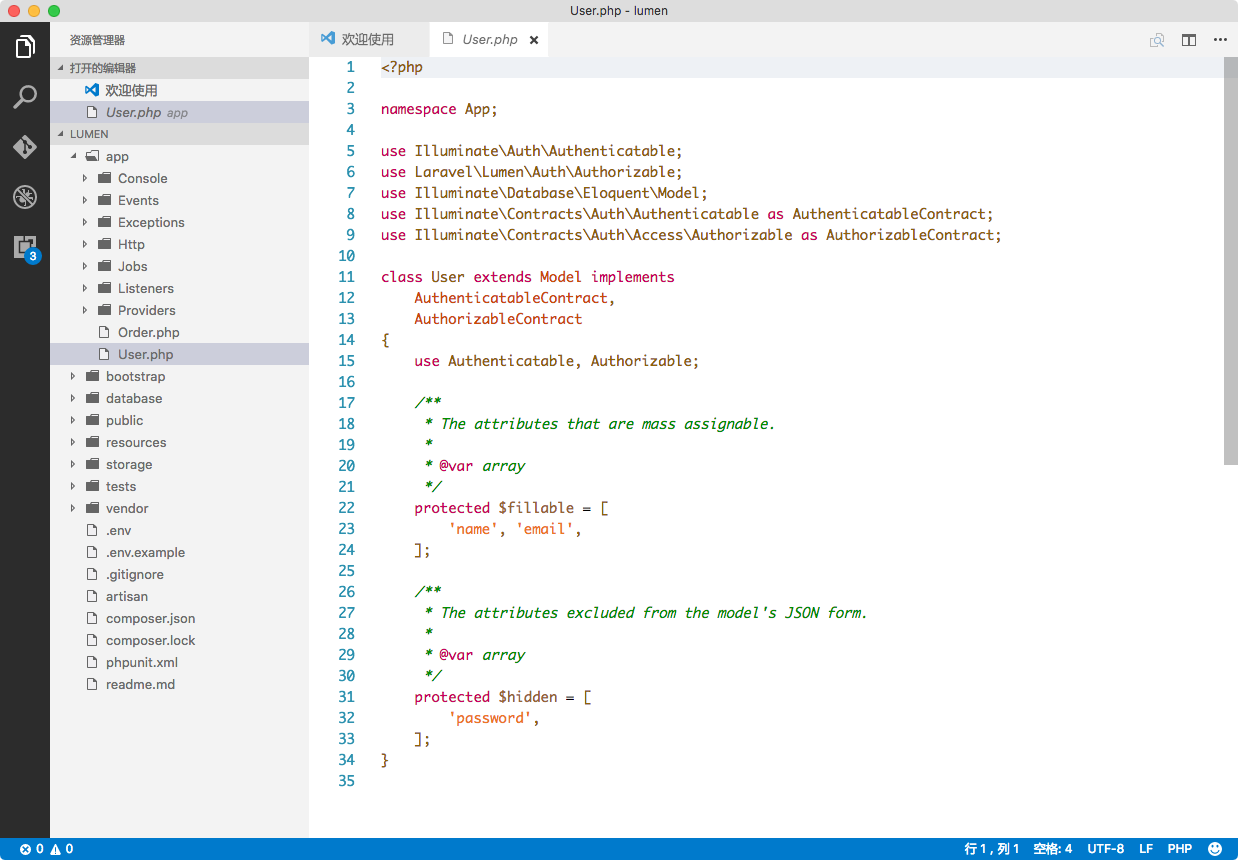 User.php - lumen
资源管理器
打开的编辑器
欢迎使用
User.php app
LUMEN
app
Console
Events
Exceptions
Http
Jobs
Listeners
Providers
Order.php
User.php
bootstrap
database
public
resources
storage
tests
vendor
.env
.env.example
.gitignore
artisan
composer.json
composer.lock
phpunit.xml
readme.md
3
欢迎使用 User.php
1 <?php
2
3 namespace App;
4
5 use Illuminate\Auth\Authenticatable;
6 use Laravel\Lumen\Auth\Authorizable;
7 use Illuminate\Database\Eloquent\Model;
8 use Illuminate\Contracts\Auth\Authenticatable as AuthenticatableContract;
9 use Illuminate\Contracts\Auth\Access\Authorizable as AuthorizableContract;
10
11 class User extends Model implements
12     AuthenticatableContract,
13     AuthorizableContract
14 {
15     use Authenticatable, Authorizable;
16
17     /**
18      * The attributes that are mass assignable.
19      *
20      * @var array
21      */
22     protected $fillable = [
23         'name', 'email',
24     ];
25
26     /**
27      * The attributes excluded from the model's JSON form.
28      *
29      * @var array
30      */
31     protected $hidden = [
32         'password',
33     ];
34 }
35
0 0 行 1 , 列 1 空格: 4 UTF-8 LF PHP